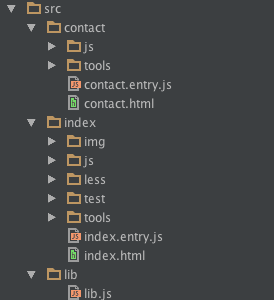 src
contact
js
tools
contact.entry.js
contact.html
index
img
js
less
test
tools
index.entry.js
index.html
lib
lib.js